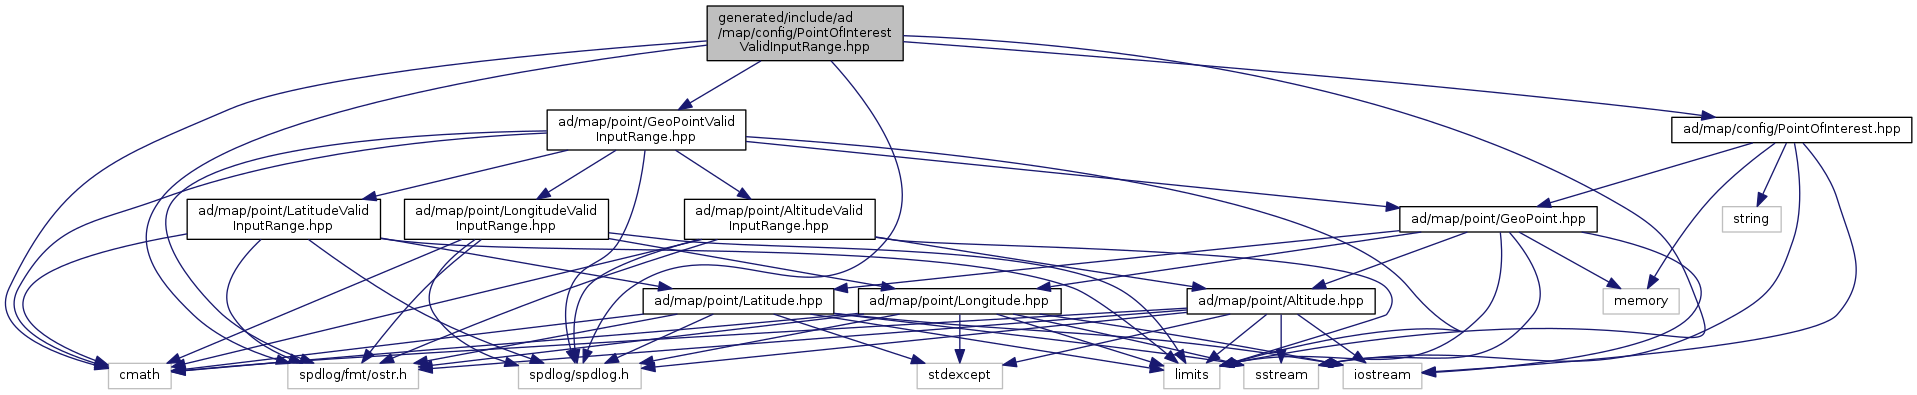 generated/include/ad
/map/config/PointOfInterest
ValidInputRange.hpp
ad/map/point/GeoPointValid
InputRange.hpp
ad/map/config/PointOfInterest.hpp
ad/map/point/LatitudeValid
InputRange.hpp
ad/map/point/LongitudeValid
InputRange.hpp
ad/map/point/AltitudeValid
InputRange.hpp
ad/map/point/GeoPoint.hpp
string
ad/map/point/Latitude.hpp
ad/map/point/Longitude.hpp
ad/map/point/Altitude.hpp
memory
cmath
spdlog/fmt/ostr.h
spdlog/spdlog.h
stdexcept
limits
sstream
iostream